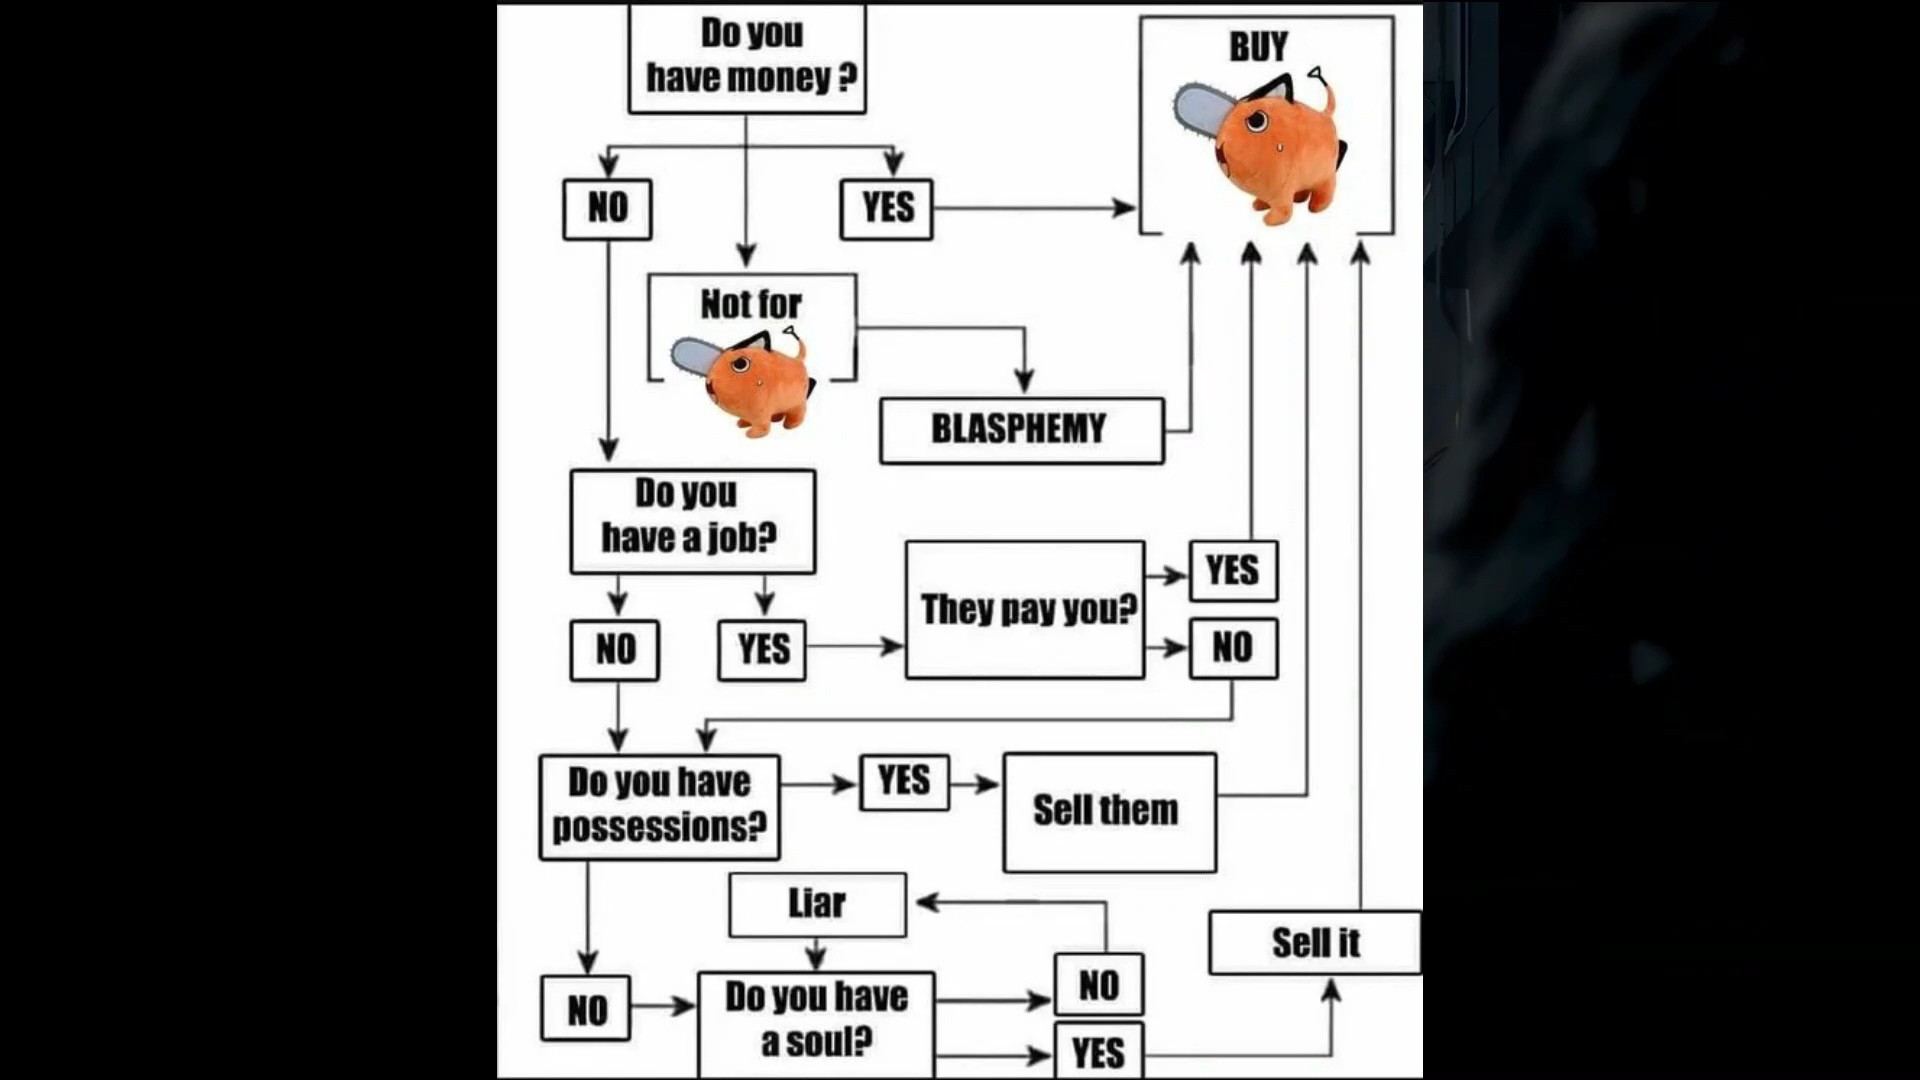 Do you
have money ?
BUY
NO
YES
Not for
BLASPHEMY
Do you
have a job?
They pay you?
YES
NO
NO
YES
Do you have
possessions?
YES
Sell them
Liar
Sell it
NO
Do you have
a soul?
NO
YES